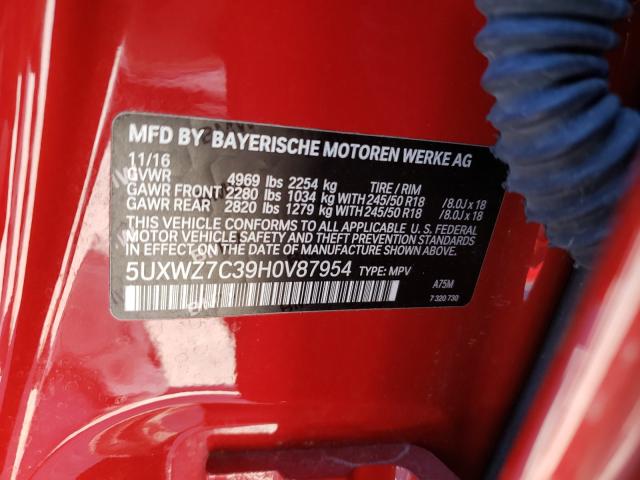 MFD BY BAYERISCHE MOTOREN WERKE AG
11/16
GVWR 4969 lbs 2254 kg TIRE / RIM
GAWR FRONT 2280 lbs 1034 kg WITH 245/50 R18 /8.0J x 18
GAWR REAR 2820 lbs 1279 kg WITH 245/50 R18 /8.0J x 18
THIS VEHICLE CONFORMS TO ALL APPLICABLE U.S. FEDERAL
MOTOR VEHICLE SAFETY, BUMPER, AND THEFT PREVENTION
STANDARDS IN EFFECT ON THE DATE OF MANUFACTURE
SHOWN ABOVE.
5UXWZ7C39H0V87954 TYPE: MPV
A75M
7 320 730